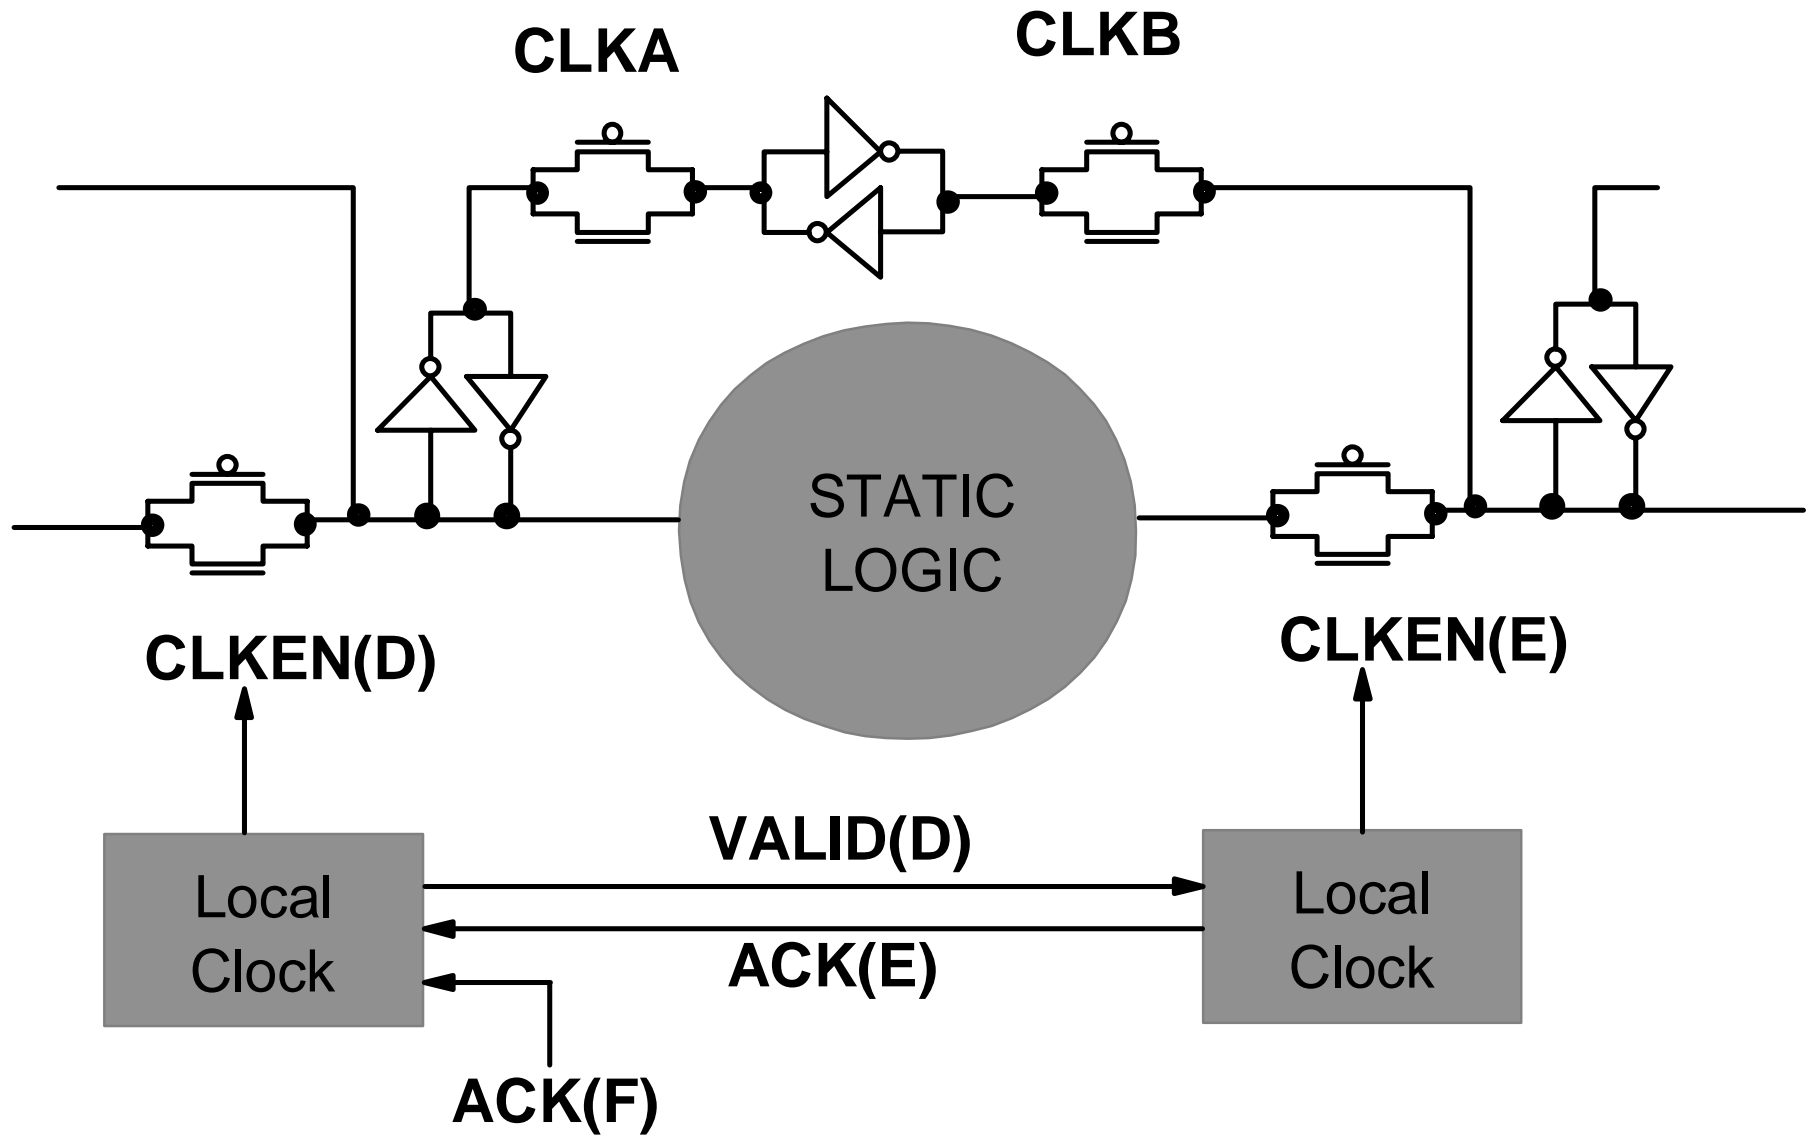 CLKA
CLKB
STATIC
LOGIC
CLKEN(D)
CLKEN(E)
VALID(D)
Local
Clock
Local
Clock
ACK(E)
ACK(F)